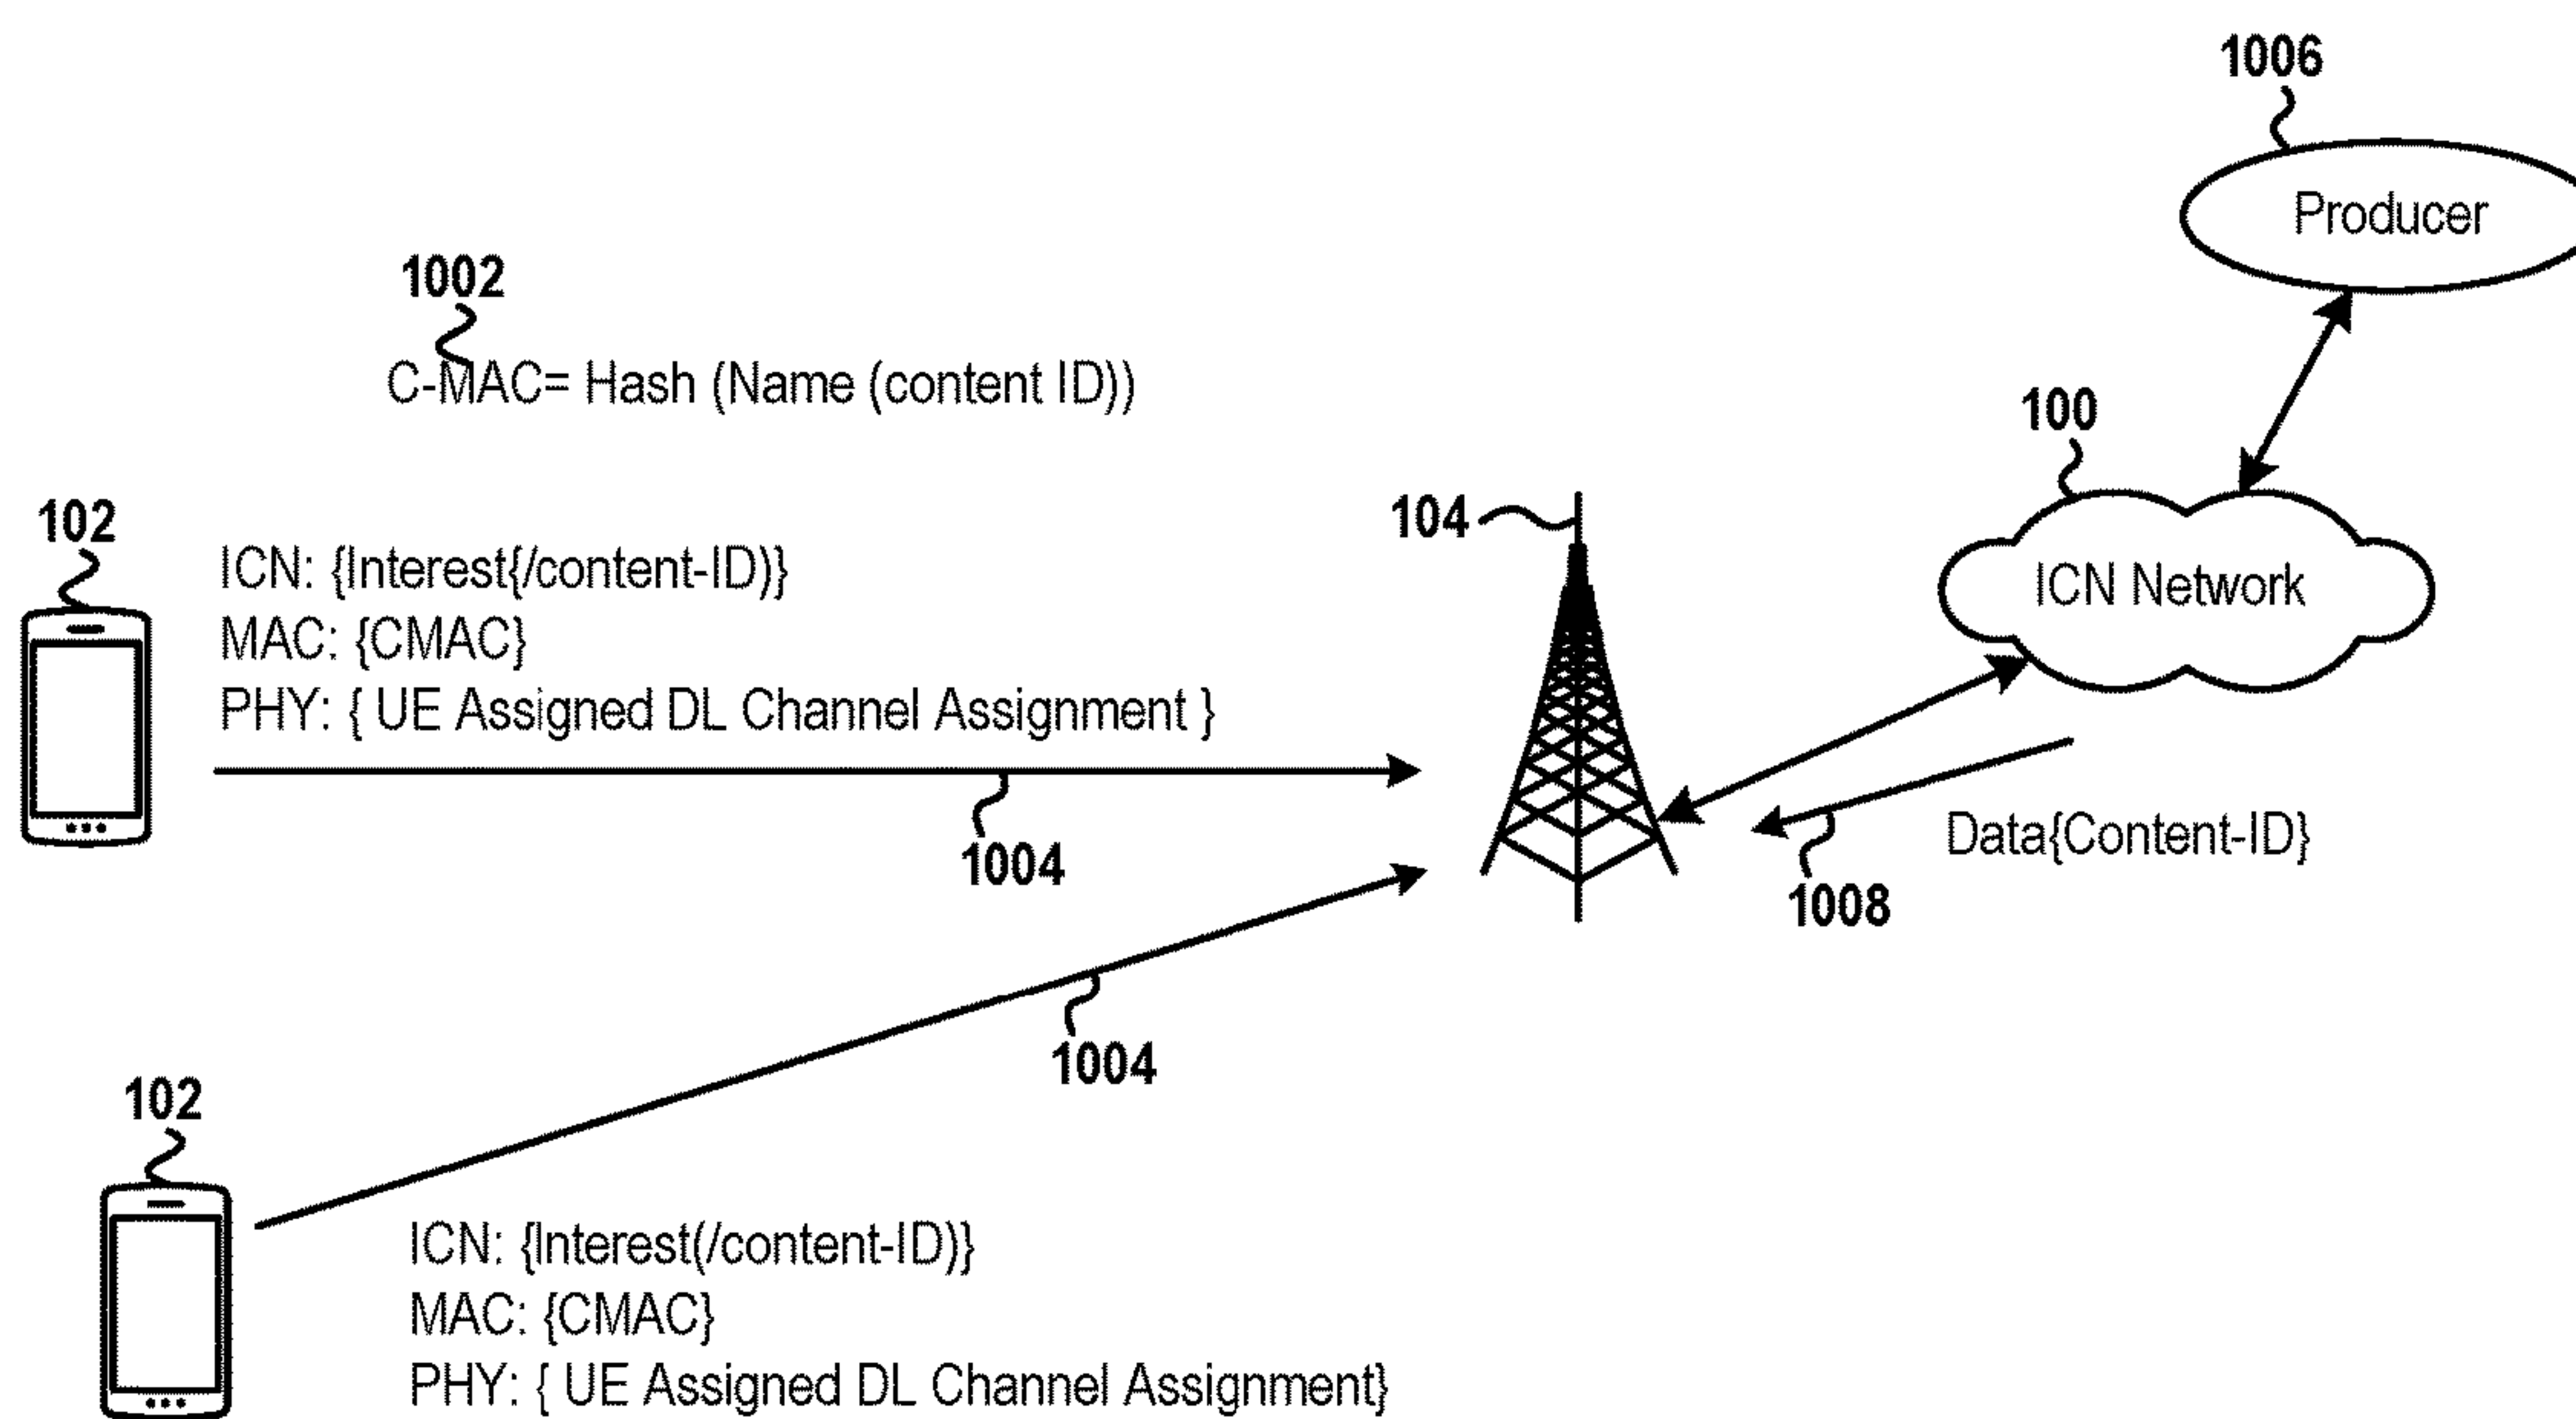 1006
Producer
1002
C-MAC= Hash (Name (content ID))
100
ICN Network
102
ICN: {Interest{/content-ID)}
MAC: {CMAC}
PHY: { UE Assigned DL Channel Assignment }
104
1004
Data{Content-ID}
1008
1004
102
ICN: {Interest(/content-ID)}
MAC: {CMAC}
PHY: { UE Assigned DL Channel Assignment}